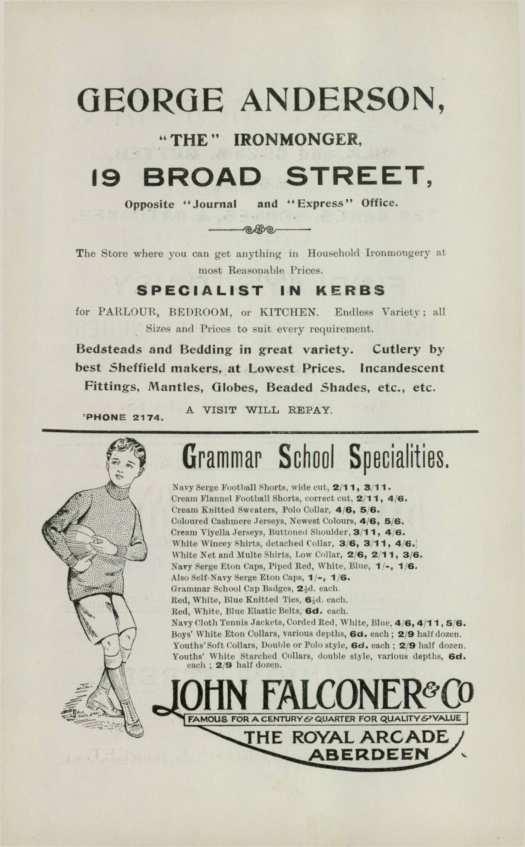 GEORGE ANDERSON,
"THE" IRONMONGER,
19 BROAD STREET,
Opposite "Journal and "Express" Office.
The Store where you can get anything in Household Ironmongery at
most Reasonable Prices.
SPECIALIST IN KERBS
for PARLOUR, BEDROOM, or KITCHEN. Endless Variety; all
Sizes and Prices to suit every requirement.
Bedsteads and Bedding in great variety. Cutlery by
best Sheffield makers, at Lowest Prices. Incandescent
Fittings, Mantles, Globes, Beaded Shades, etc., etc.
A VISIT WILL REPAY.
'PHONE 2174.
Grammar School Specialities.
Navy Serge Football Shorts, wide cut, 2/11, 3/11.
Cream Flannel Football Shorts, correct cut, 2/11, 4/6.
Cream Knitted Sweaters, Polo Collar, 4/6, 5/6.
Coloured Cashmere Jerseys, Newest Colours, 4/6, 5/6.
Cream Viyella Jerseys, Buttoned Shoulder, 3/11, 4/6.
White Wincey Shirts, detached Collar, 3/6, 3/11, 4/6.
White Net and Multe Shirts, Low Collar, 2/6, 2/11, 3/6.
Navy Serge Eton Caps, Piped Red, White, Blue, 1/-, 1/6.
Also Self-Navy Serge Eton Caps, 1/-, 1/6.
Grammar School Cap Badges, 2½d. each.
Red, White, Blue Knitted Ties, 6½d. each.
Red, White, Blue Elastic Belts, 6d. each.
Navy Cloth Tennis Jackets, Corded Red, White, Blue, 4/6, 4/11, 5/6.
Boys' White Eton Collars, various depths, 6d. each; 2/9 half dozen.
Youths' Soft Collars, Double or Polo style, 6d. each; 2/9 half dozen.
Youths' White Starched Collars, double style, various depths, 6d.
each; 2/9 half dozen.
JOHN FALCONER & CO
FAMOUS FOR A CENTURY & QUARTER FOR QUALITY & VALUE
THE ROYAL ARCADE
ABERDEEN